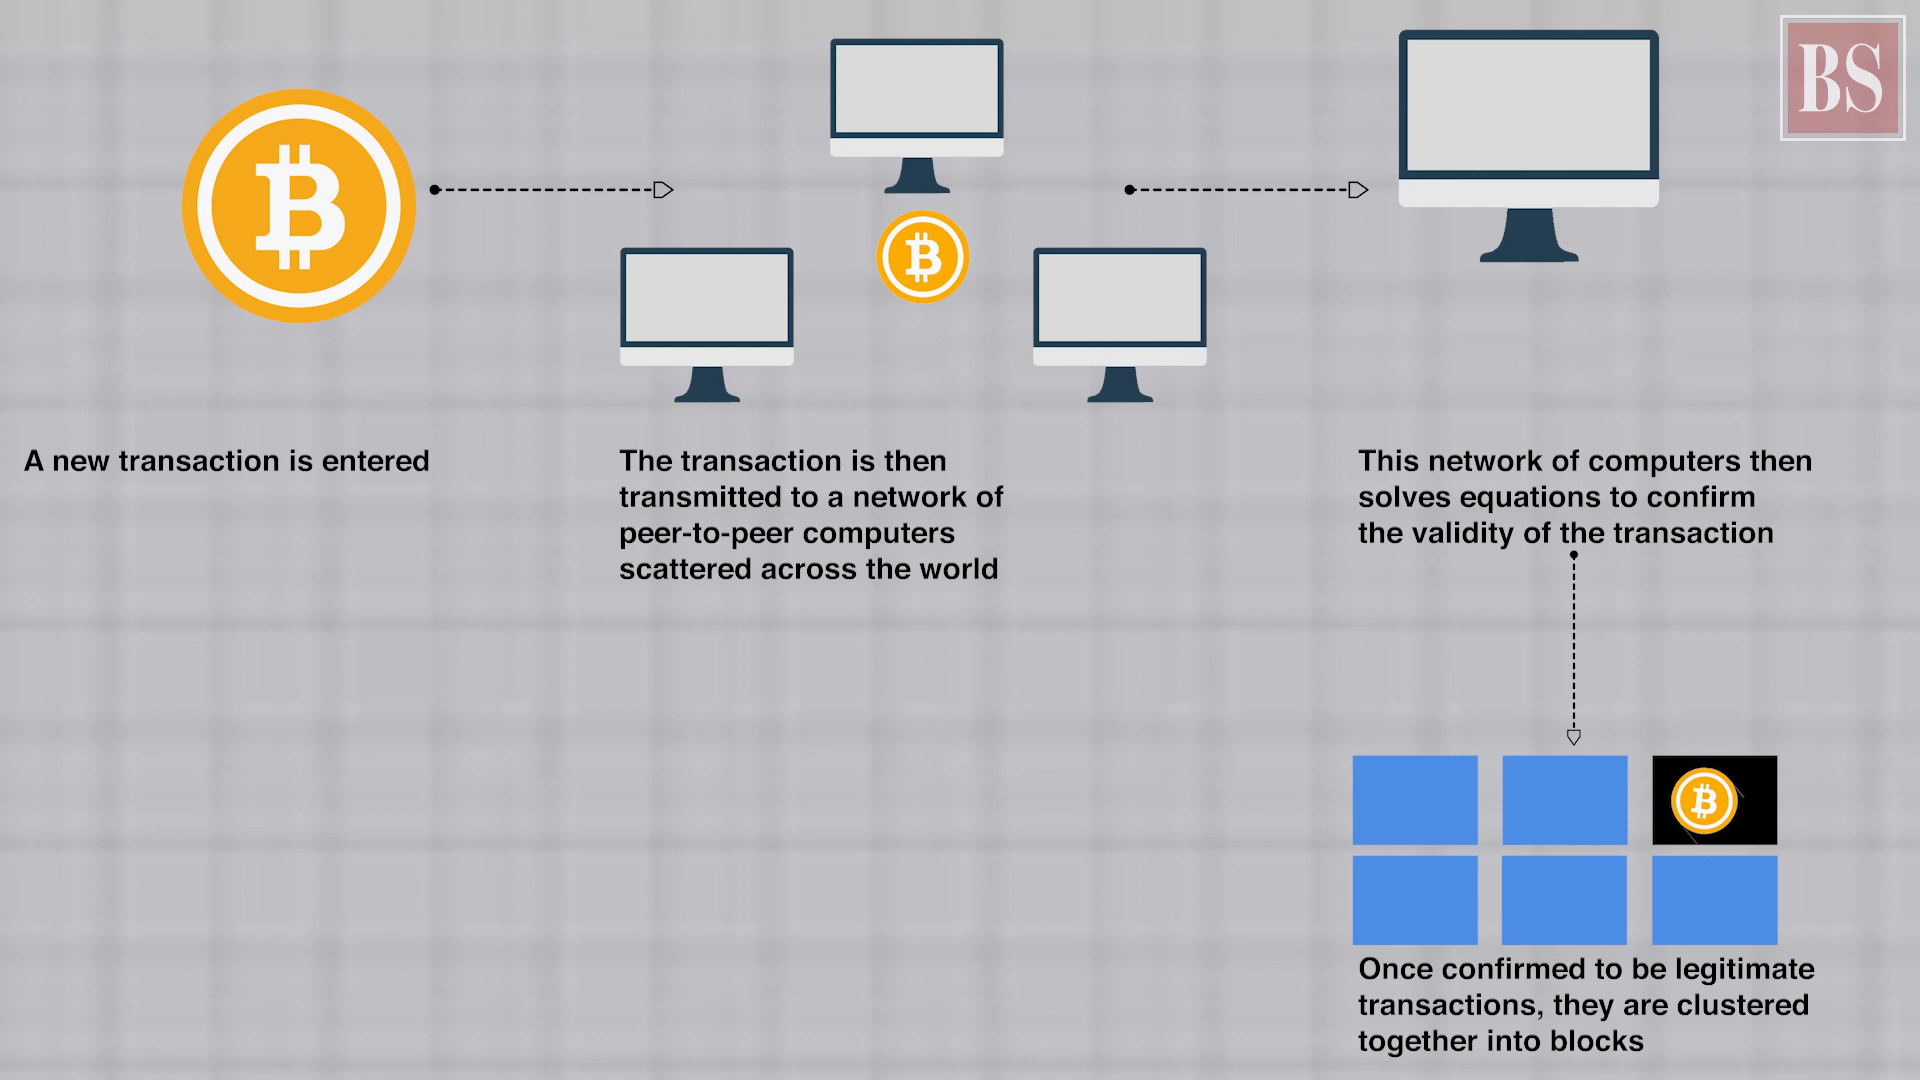 BS
A new transaction is entered
The transaction is then
transmitted to a network of
peer-to-peer computers
scattered across the world
This network of computers then
solves equations to confirm
the validity of the transaction
Once confirmed to be legitimate
transactions, they are clustered
together into blocks